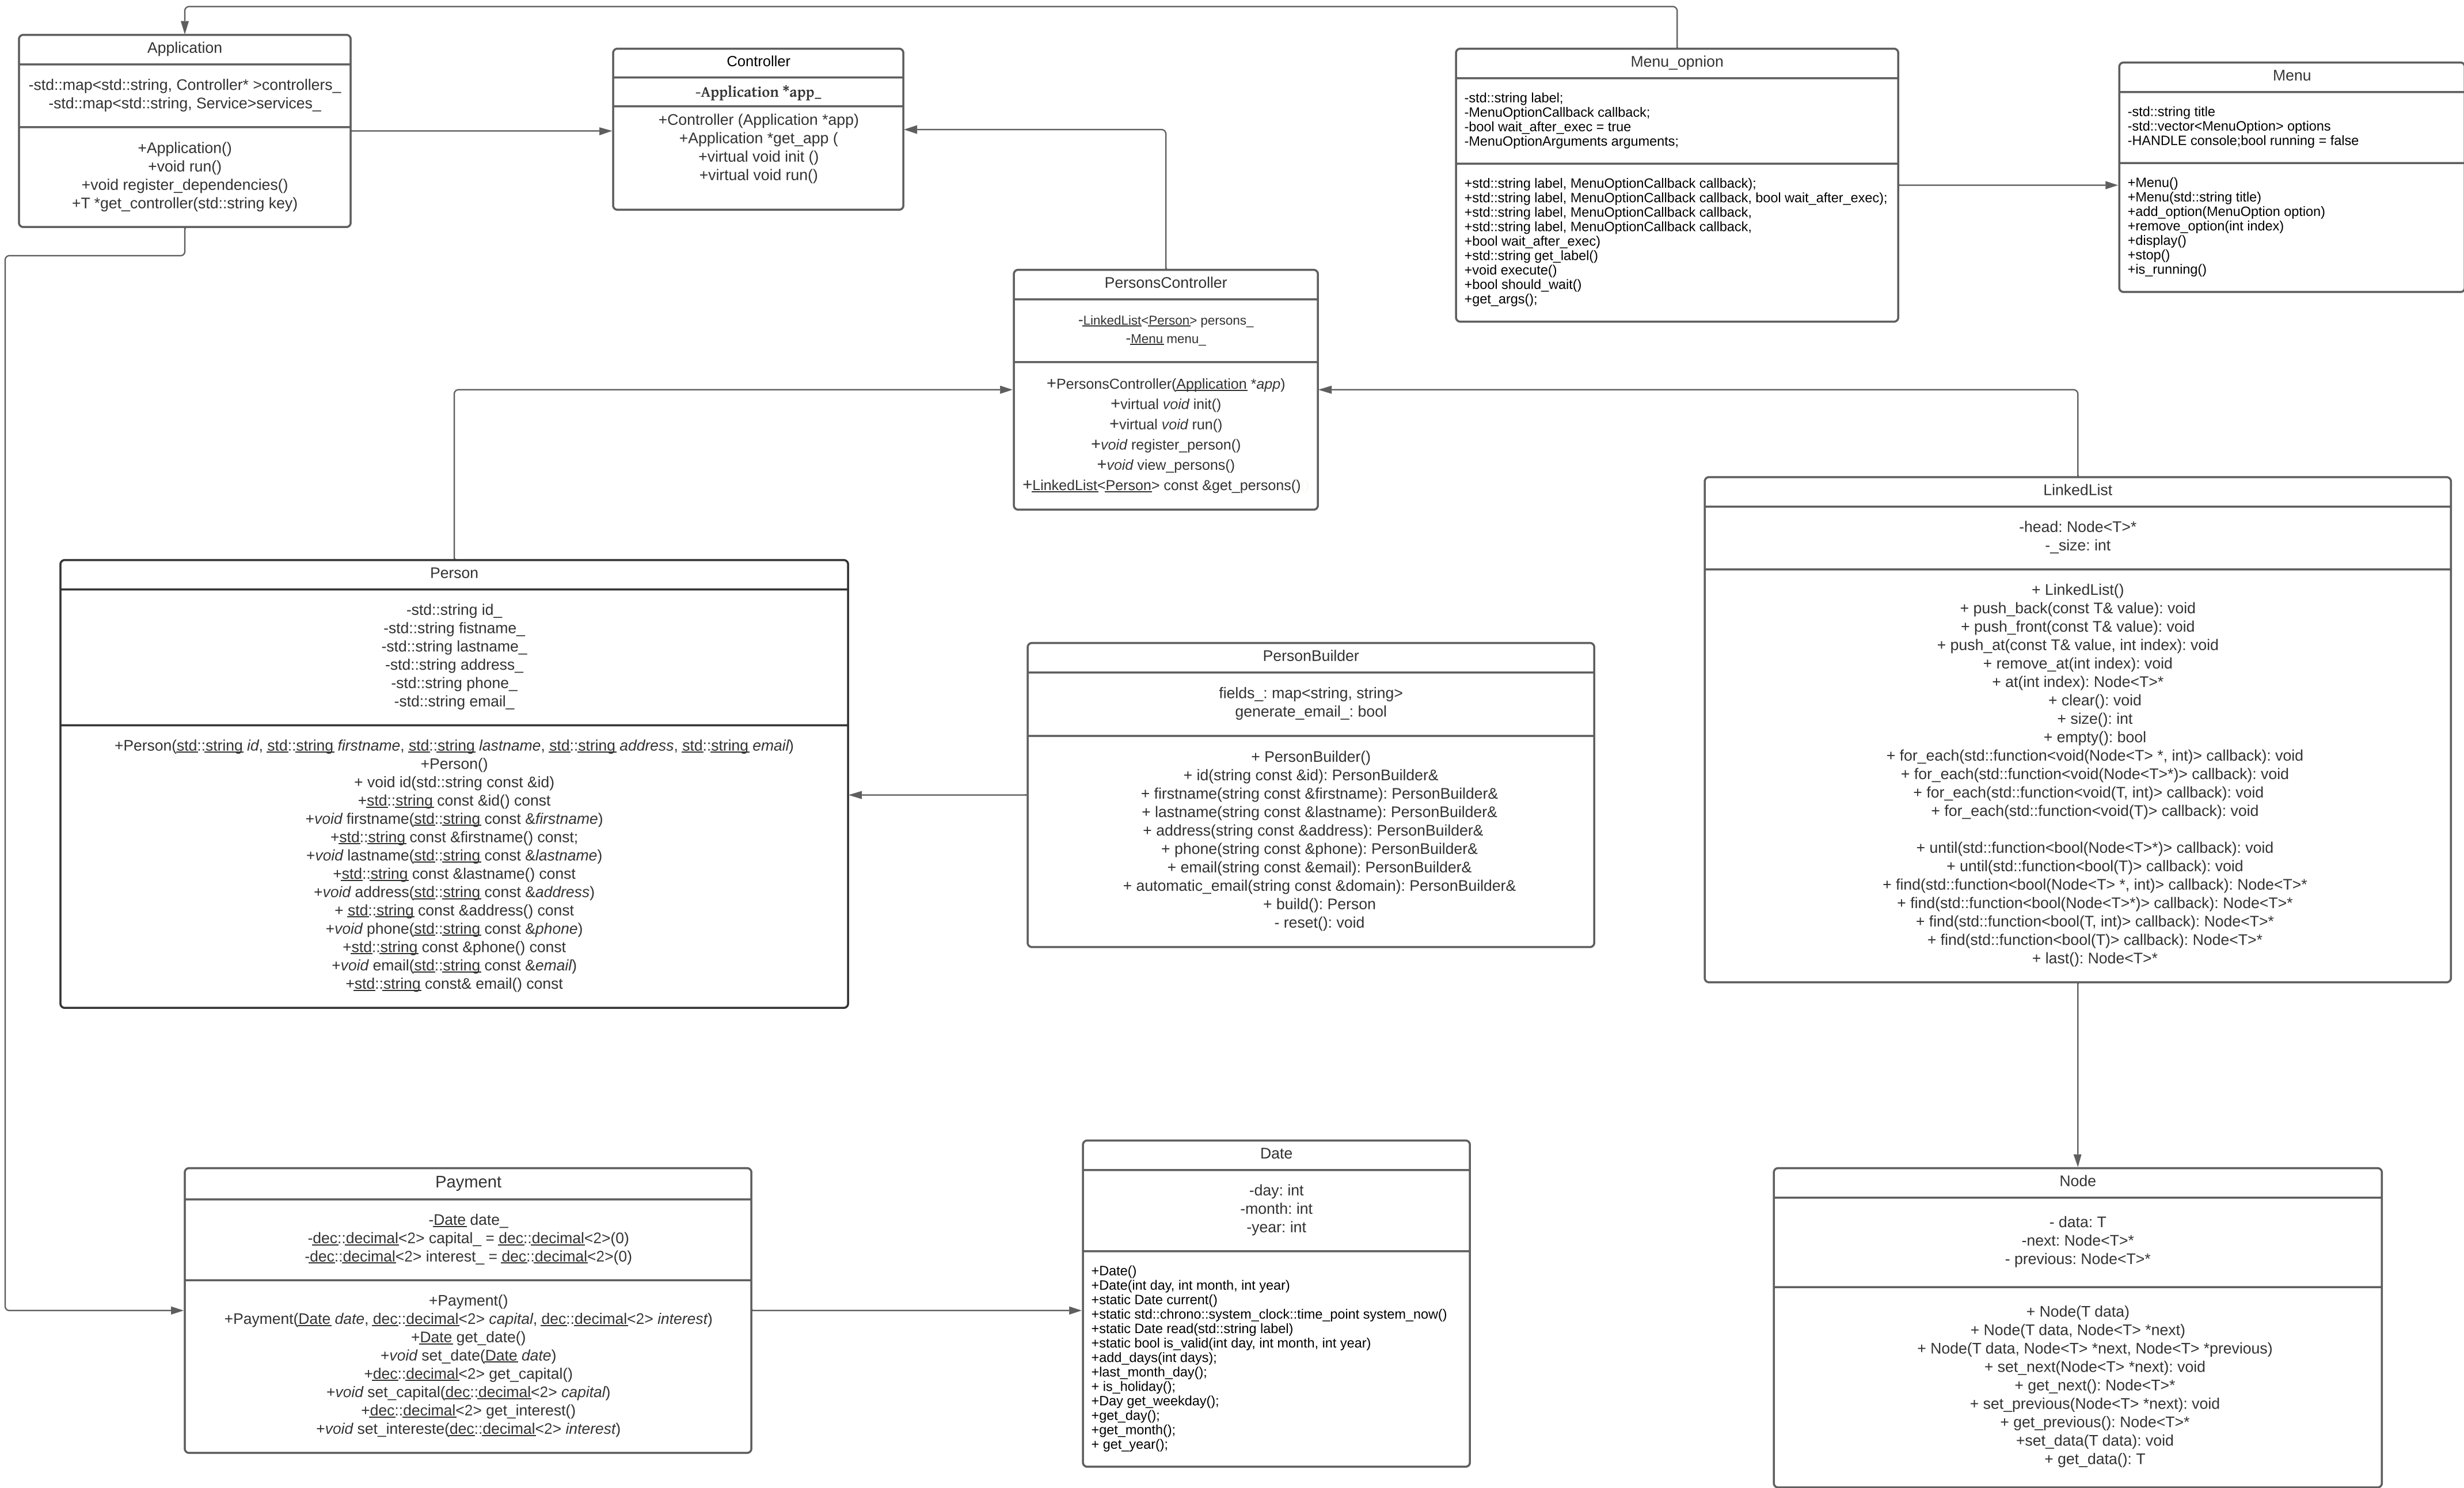 Application
-std::map<std::string, Controller* >controllers_
-std::map<std::string, Service>services_
+Application()
+void run()
+void register_dependencies()
+T *get_controller(std::string key)
Controller
-Application *app_
+Controller (Application *app)
+Application *get_app (
+virtual void init ()
+virtual void run()
Menu_opnion
-std::string label;
-MenuOptionCallback callback;
-bool wait_after_exec = true
-MenuOptionArguments arguments;
+std::string label, MenuOptionCallback callback);
+std::string label, MenuOptionCallback callback, bool wait_after_exec);
+std::string label, MenuOptionCallback callback,
+std::string label, MenuOptionCallback callback,
+bool wait_after_exec)
+std::string get_label()
+void execute()
+bool should_wait()
+get_args();
Menu
-std::string title
-std::vector<MenuOption> options
-HANDLE console;bool running = false
+Menu()
+Menu(std::string title)
+add_option(MenuOption option)
+remove_option(int index)
+display()
+stop()
+is_running()
PersonsController
-LinkedList<Person> persons_
-Menu menu_
+PersonsController(Application *app)
+virtual void init()
+virtual void run()
+void register_person()
+void view_persons()
+LinkedList<Person> const &get_persons()
LinkedList
-head: Node<T>*
-_size: int
+ LinkedList()
+ push_back(const T& value): void
+ push_front(const T& value): void
+ push_at(const T& value, int index): void
+ remove_at(int index): void
+ at(int index): Node<T>*
+ clear(): void
+ size(): int
+ empty(): bool
+ for_each(std::function<void(Node<T> *, int)> callback): void
+ for_each(std::function<void(Node<T>*)> callback): void
+ for_each(std::function<void(T, int)> callback): void
+ for_each(std::function<void(T)> callback): void
+ until(std::function<bool(Node<T>*)> callback): void
+ until(std::function<bool(T)> callback): void
+ find(std::function<bool(Node<T> *, int)> callback): Node<T>*
+ find(std::function<bool(Node<T>*)> callback): Node<T>*
+ find(std::function<bool(T, int)> callback): Node<T>*
+ find(std::function<bool(T)> callback): Node<T>*
+ last(): Node<T>*
Person
-std::string id_
-std::string fistname_
-std::string lastname_
-std::string address_
-std::string phone_
-std::string email_
+Person(std::string id, std::string firstname, std::string lastname, std::string address, std::string email)
+Person()
+ void id(std::string const &id)
+std::string const &id() const
+void firstname(std::string const &firstname)
+std::string const &firstname() const;
+void lastname(std::string const &lastname)
+std::string const &lastname() const
+void address(std::string const &address)
+ std::string const &address() const
+void phone(std::string const &phone)
+std::string const &phone() const
+void email(std::string const &email)
+std::string const& email() const
PersonBuilder
fields_: map<string, string>
generate_email_: bool
+ PersonBuilder()
+ id(string const &id): PersonBuilder&
+ firstname(string const &firstname): PersonBuilder&
+ lastname(string const &lastname): PersonBuilder&
+ address(string const &address): PersonBuilder&
+ phone(string const &phone): PersonBuilder&
+ email(string const &email): PersonBuilder&
+ automatic_email(string const &domain): PersonBuilder&
+ build(): Person
- reset(): void
Payment
-Date date_
-dec::decimal<2> capital_ = dec::decimal<2>(0)
-dec::decimal<2> interest_ = dec::decimal<2>(0)
+Payment()
+Payment(Date date, dec::decimal<2> capital, dec::decimal<2> interest)
+Date get_date()
+void set_date(Date date)
+dec::decimal<2> get_capital()
+void set_capital(dec::decimal<2> capital)
+dec::decimal<2> get_interest()
+void set_intereste(dec::decimal<2> interest)
Date
-day: int
-month: int
-year: int
+Date()
+Date(int day, int month, int year)
+static Date current()
+static std::chrono::system_clock::time_point system_now()
+static Date read(std::string label)
+static bool is_valid(int day, int month, int year)
+add_days(int days);
+last_month_day();
+ is_holiday();
+Day get_weekday();
+get_day();
+get_month();
+ get_year();
Node
- data: T
-next: Node<T>*
- previous: Node<T>*
+ Node(T data)
+ Node(T data, Node<T> *next)
+ Node(T data, Node<T> *next, Node<T> *previous)
+ set_next(Node<T> *next): void
+ get_next(): Node<T>*
+ set_previous(Node<T> *next): void
+ get_previous(): Node<T>*
+set_data(T data): void
+ get_data(): T